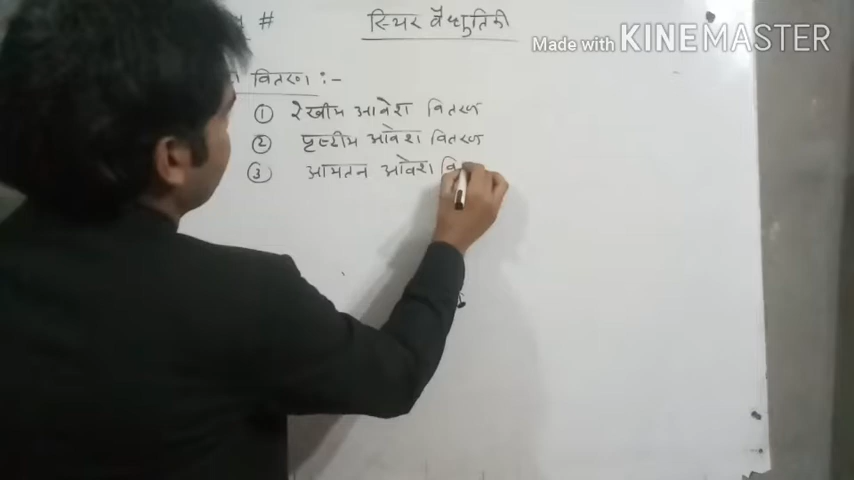 # स्थिर वैद्युतिकी
Made with KINEMASTER
वितरण :-
① रेखीय आवेश वितरण
② पृष्ठीय आवेश वितरण
③ आयतन आवेश वि